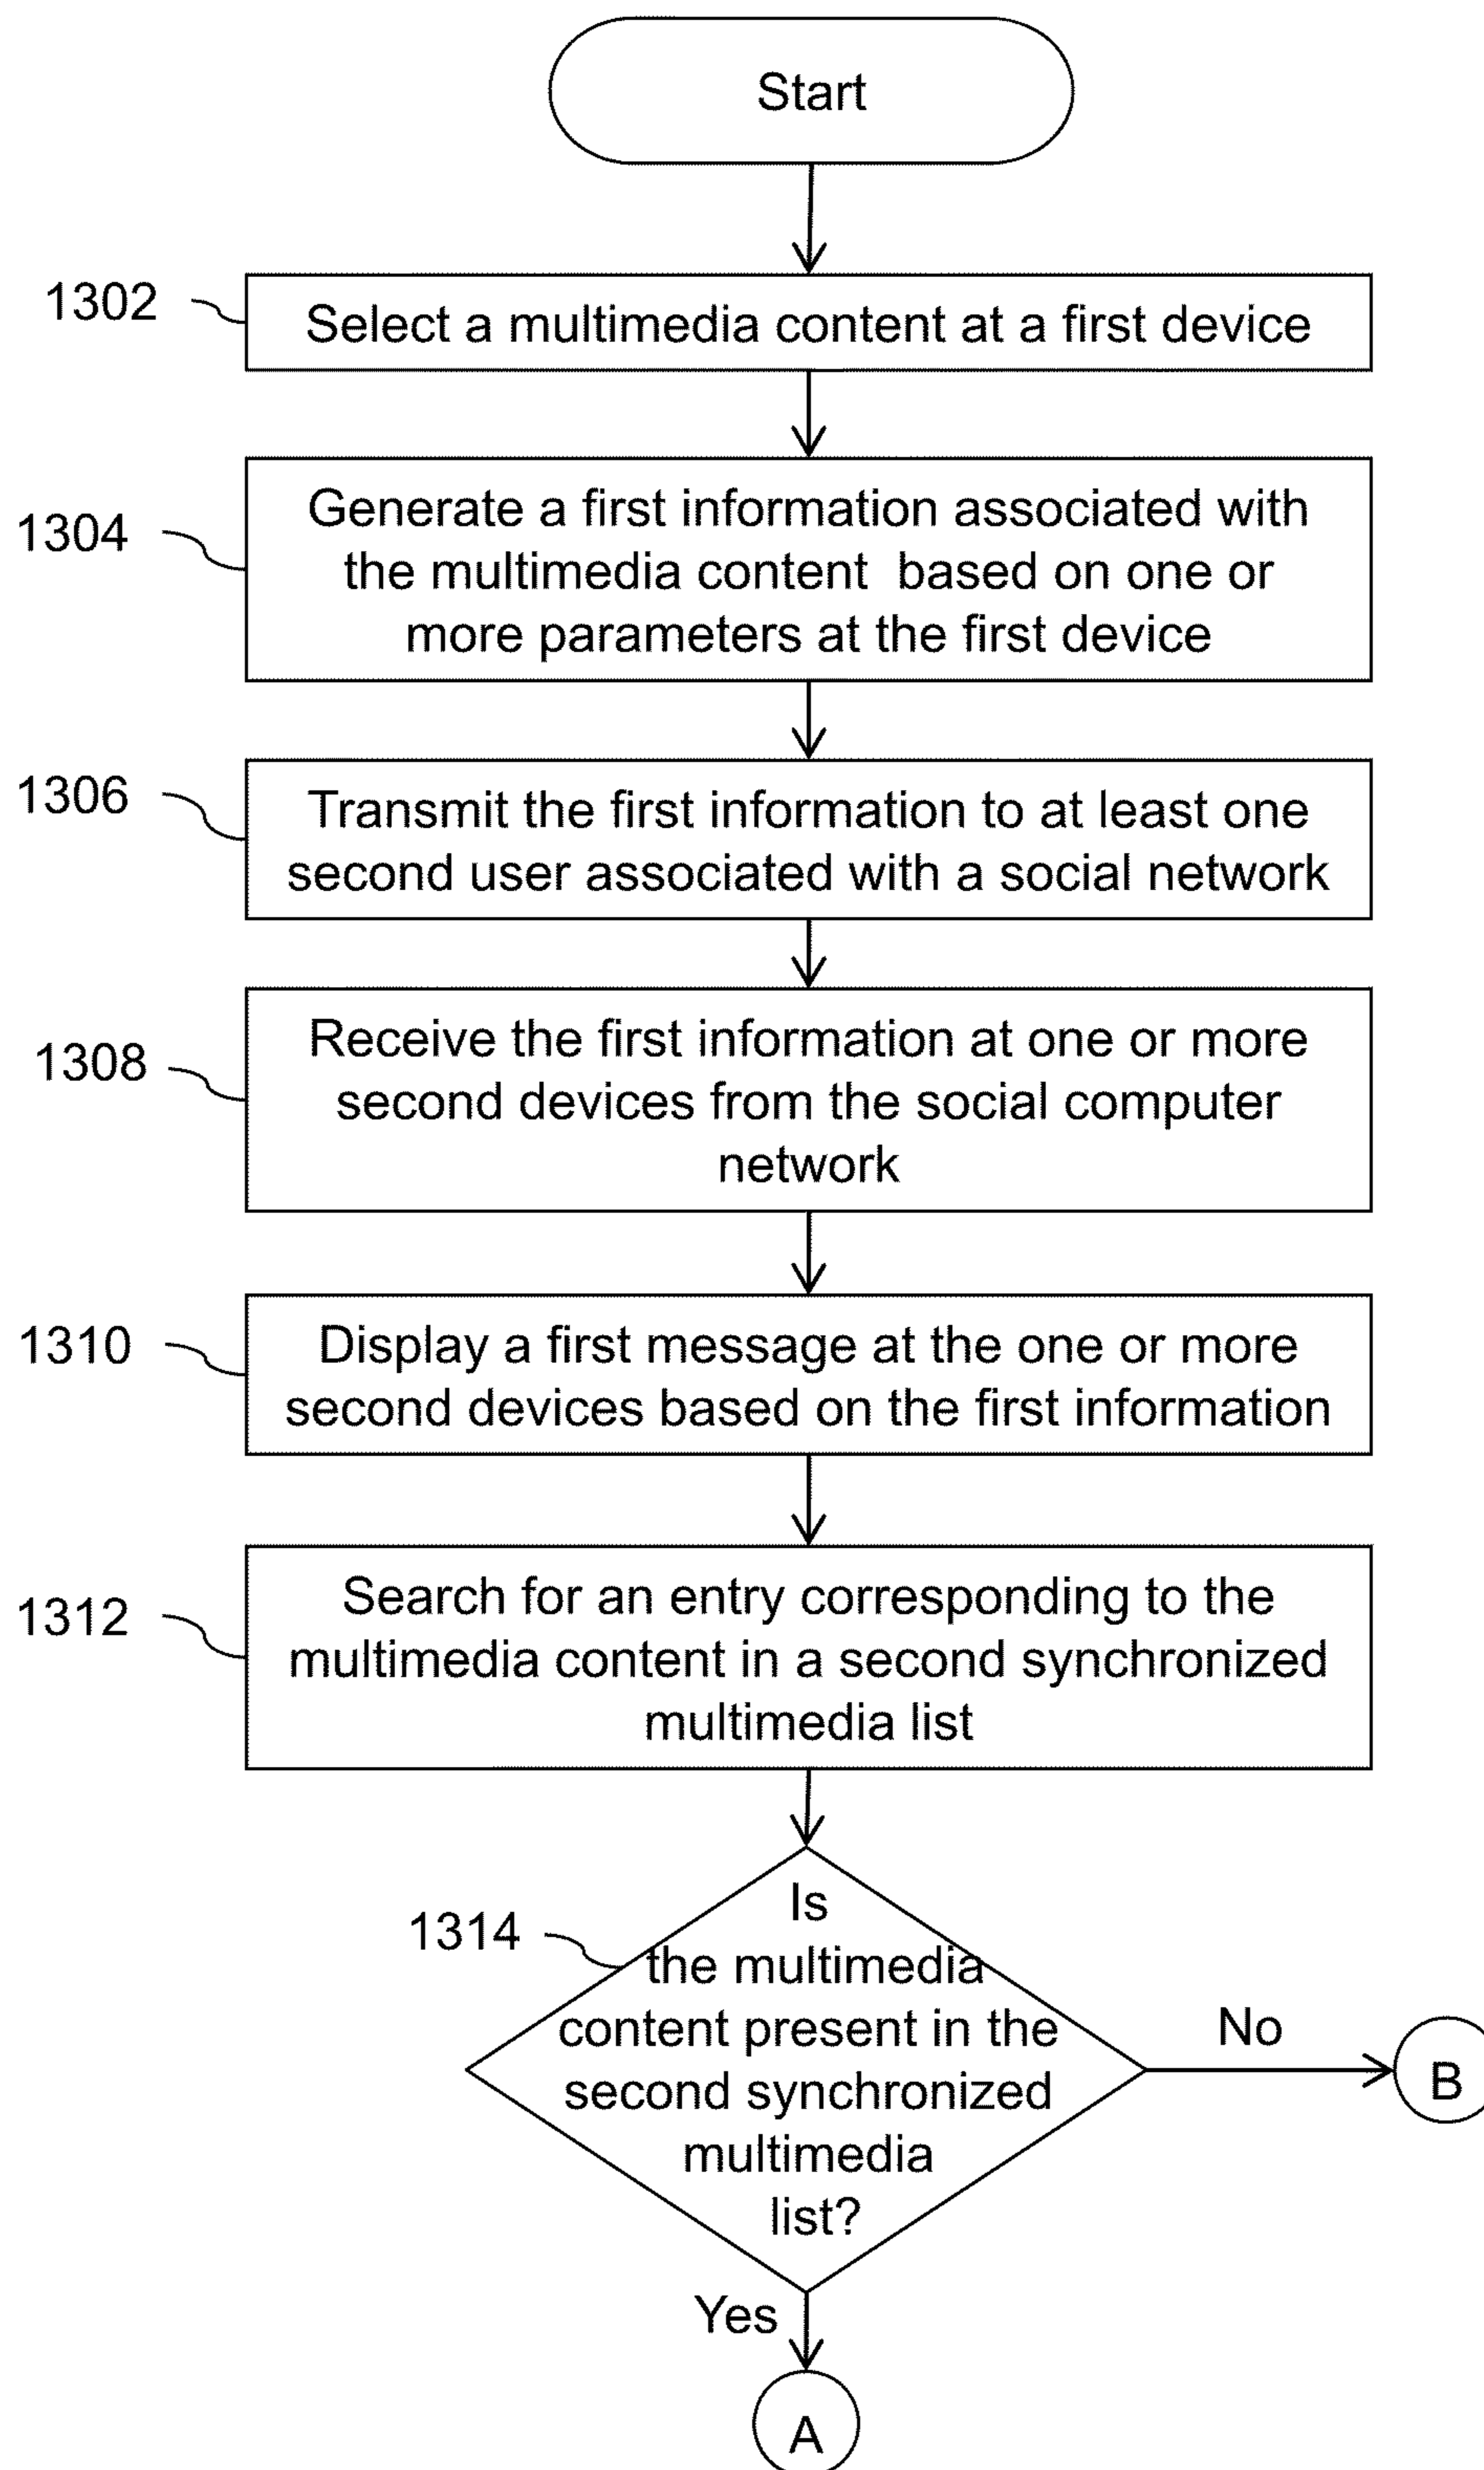 Start
1302
Select a multimedia content at a first device
1304
Generate a first information associated with
the multimedia content based on one or
more parameters at the first device
1306
Transmit the first information to at least one
second user associated with a social network
1308
Receive the first information at one or more
second devices from the social computer
network
1310
Display a first message at the one or more
second devices based on the first information
1312
Search for an entry corresponding to the
multimedia content in a second synchronized
multimedia list
1314
Is
the multimedia
content present in the
second synchronized
multimedia
list?
No
B
Yes
A